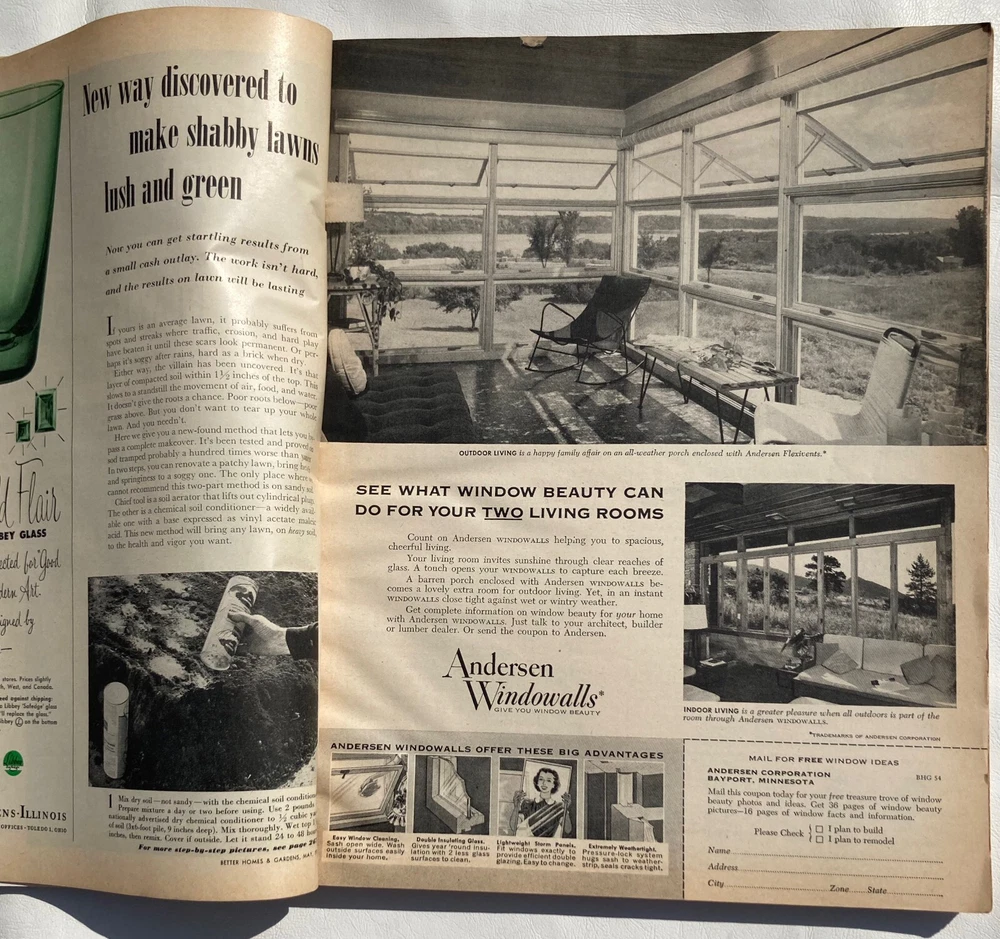 d Flair
BEY GLASS
ected for "Good
dern Art.
igned by
stores. Prices slightly
h, West, and Canada.
eed against chipping:
Libbey 'Safedge' glass
'll replace the glass."
ibbey L on the bottom
ENS-ILLINOIS
OFFICES • TOLEDO 1, OHIO
New way discovered to
make shabby lawns
lush and green
Now you can get startling results from
a small cash outlay. The work isn't hard,
and the results on lawn will be lasting
If yours is an average lawn, it probably suffers from
spots and streaks where traffic, erosion, and hard play
have beaten it until these scars look permanent. Or per-
haps it's soggy after rains, hard as a brick when dry.
Either way, the villain has been uncovered. It's that
layer of compacted soil within 1½ inches of the top. This
slows to a standstill the movement of air, food, and water.
It doesn't give the roots a chance. Poor roots below—poor
grass above. But you don't want to tear up your whole
lawn. And you needn't.
Here we give you a new-found method that lets you by-
pass a complete makeover. It's been tested and proved
soil tramped probably a hundred times worse than
In two steps, you can renovate a patchy lawn, bring
and springiness to a soggy one. The only place where
cannot recommend this two-part method is on sandy soil.
Chief tool is a soil aerator that lifts out cylindrical
The other is a chemical soil conditioner—a widely avail-
able one with a base expressed as vinyl acetate maleic
acid. This new method will bring any lawn, on heavy soil,
to the health and vigor you want.
1 Mix dry soil—not sandy—with the chemical soil conditioner
Prepare mixture a day or two before using. Use 2 pounds
nationally advertised dry chemical conditioner to ½ cubic
of soil (3x6-foot pile, 9 inches deep). Mix thoroughly. Wet top
inches, then remix. Cover if outside. Let it stand 24 to 48
For more step-by-step pictures, see page
BETTER HOMES & GARDENS,
OUTDOOR LIVING is a happy family affair on an all-weather porch enclosed with Andersen Flexivents.*
SEE WHAT WINDOW BEAUTY CAN
DO FOR YOUR TWO LIVING ROOMS
Count on Andersen WINDOWALLS helping you to spacious,
cheerful living.
Your living room invites sunshine through clear reaches of
glass. A touch opens your WINDOWALLS to capture each breeze.
A barren porch enclosed with Andersen WINDOWALLS be-
comes a lovely extra room for outdoor living. Yet, in an instant
WINDOWALLS close tight against wet or wintry weather.
Get complete information on window beauty for your home
with Andersen WINDOWALLS. Just talk to your architect, builder
or lumber dealer. Or send the coupon to Andersen.
Andersen
Windowalls*
GIVE YOU WINDOW BEAUTY
INDOOR LIVING is a greater pleasure when all outdoors is part of the
room through Andersen WINDOWALLS.
*TRADEMARKS OF ANDERSEN CORPORATION
ANDERSEN WINDOWALLS OFFER THESE BIG ADVANTAGES
Easy Window Cleaning.
Sash open wide. Wash
outside surfaces easily
inside your home.
Double Insulating Glass.
Gives year 'round insu-
lation with 2 less glass
surfaces to clean.
Lightweight Storm Panels.
Fit windows exactly to
provide efficient double
glazing. Easy to change.
Extremely Weathertight.
Pressure-lock system
hugs sash to weather-
strip, seals cracks tight.
MAIL FOR FREE WINDOW IDEAS
ANDERSEN CORPORATION
BAYPORT, MINNESOTA
BHG 54
Mail this coupon today for your free treasure trove of window
beauty photos and ideas. Get 36 pages of window beauty
pictures—16 pages of window facts and information.
Please Check { □ I plan to build
□ I plan to remodel
Name
Address
City Zone State